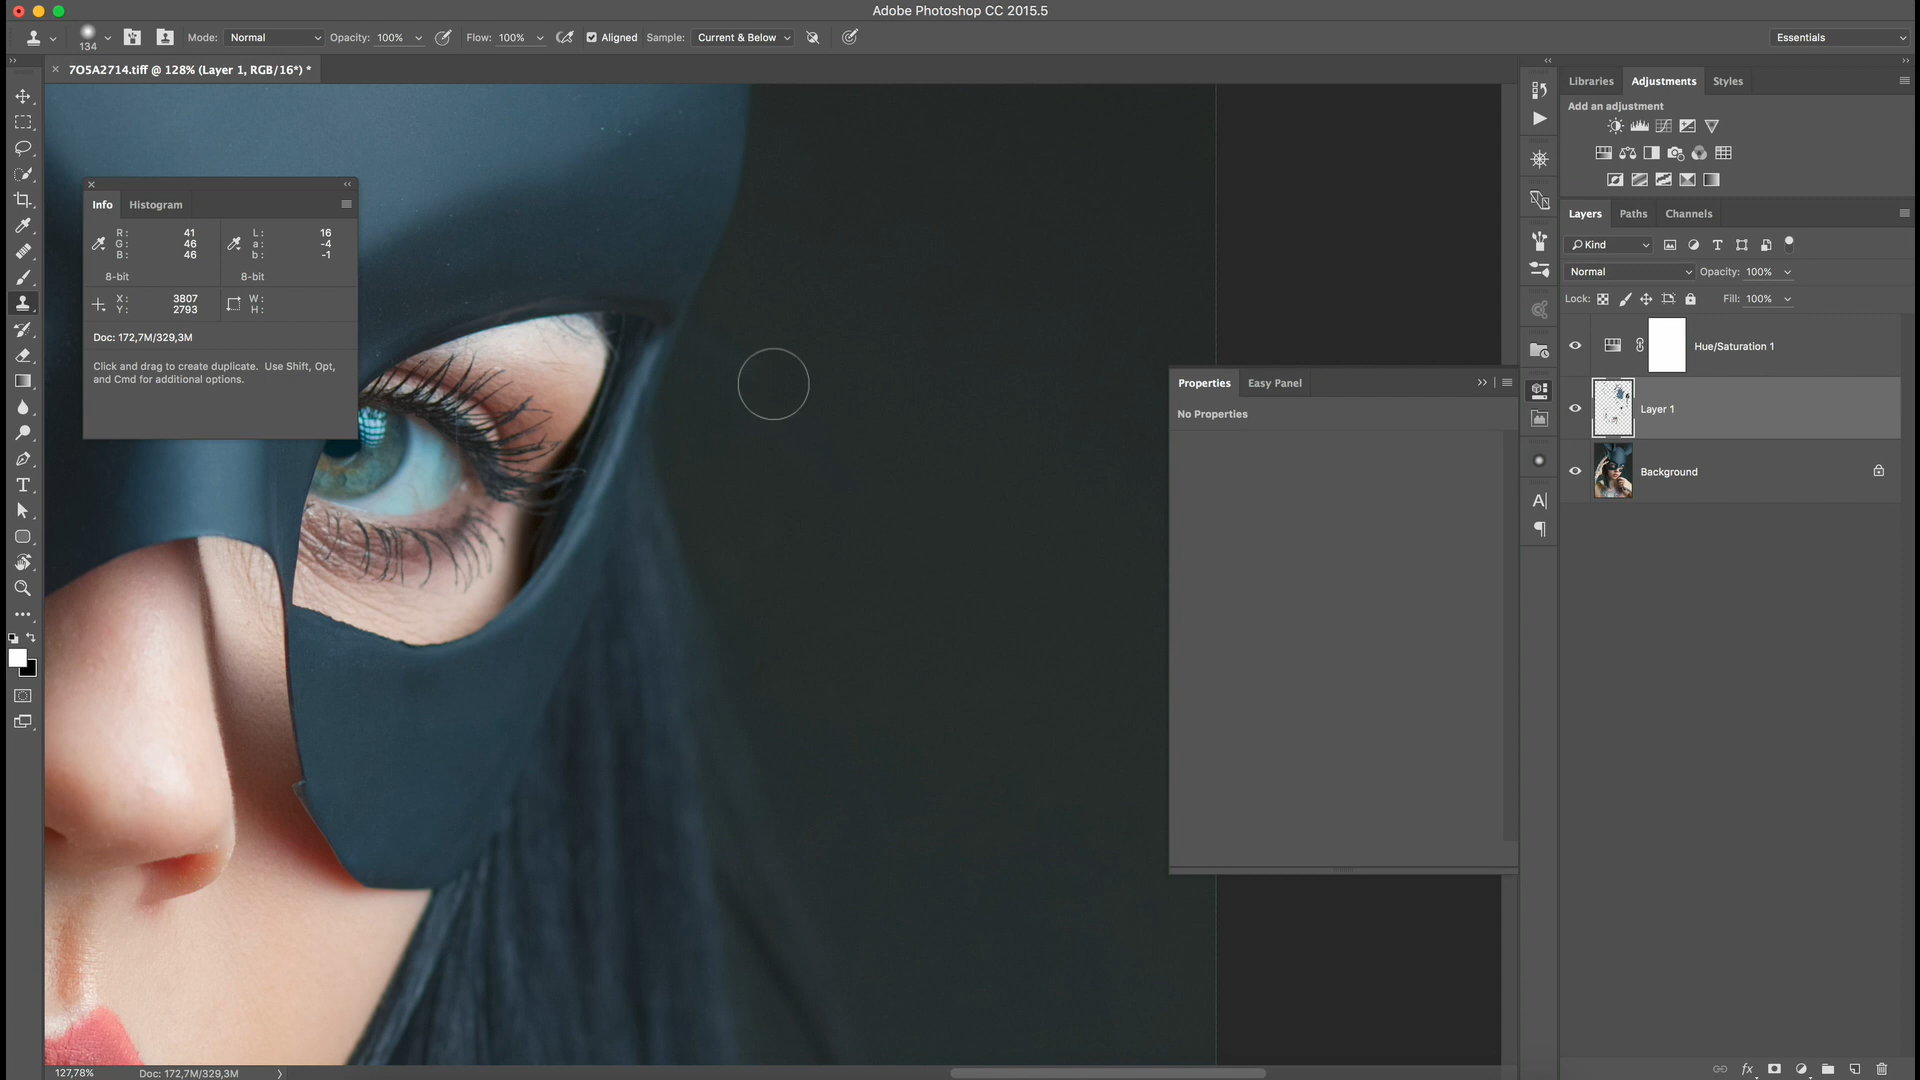 Adobe Photoshop CC 2015.5
134
Mode: Normal
Opacity: 100%
Flow: 100%
Aligned
Sample: Current & Below
Essentials
7O5A2714.tiff @ 128% (Layer 1, RGB/16*) *
Info
Histogram
R: 41
G: 46
B: 46
8-bit
L: 16
a: -4
b: -1
8-bit
X: 3807
Y: 2793
W:
H:
Doc: 172,7M/329,3M
Click and drag to create duplicate. Use Shift, Opt,
and Cmd for additional options.
Properties
Easy Panel
No Properties
Libraries
Adjustments
Styles
Add an adjustment
Layers
Paths
Channels
Kind
Normal
Opacity: 100%
Lock:
Fill: 100%
Hue/Saturation 1
Layer 1
Background
127,78%
Doc: 172,7M/329,3M